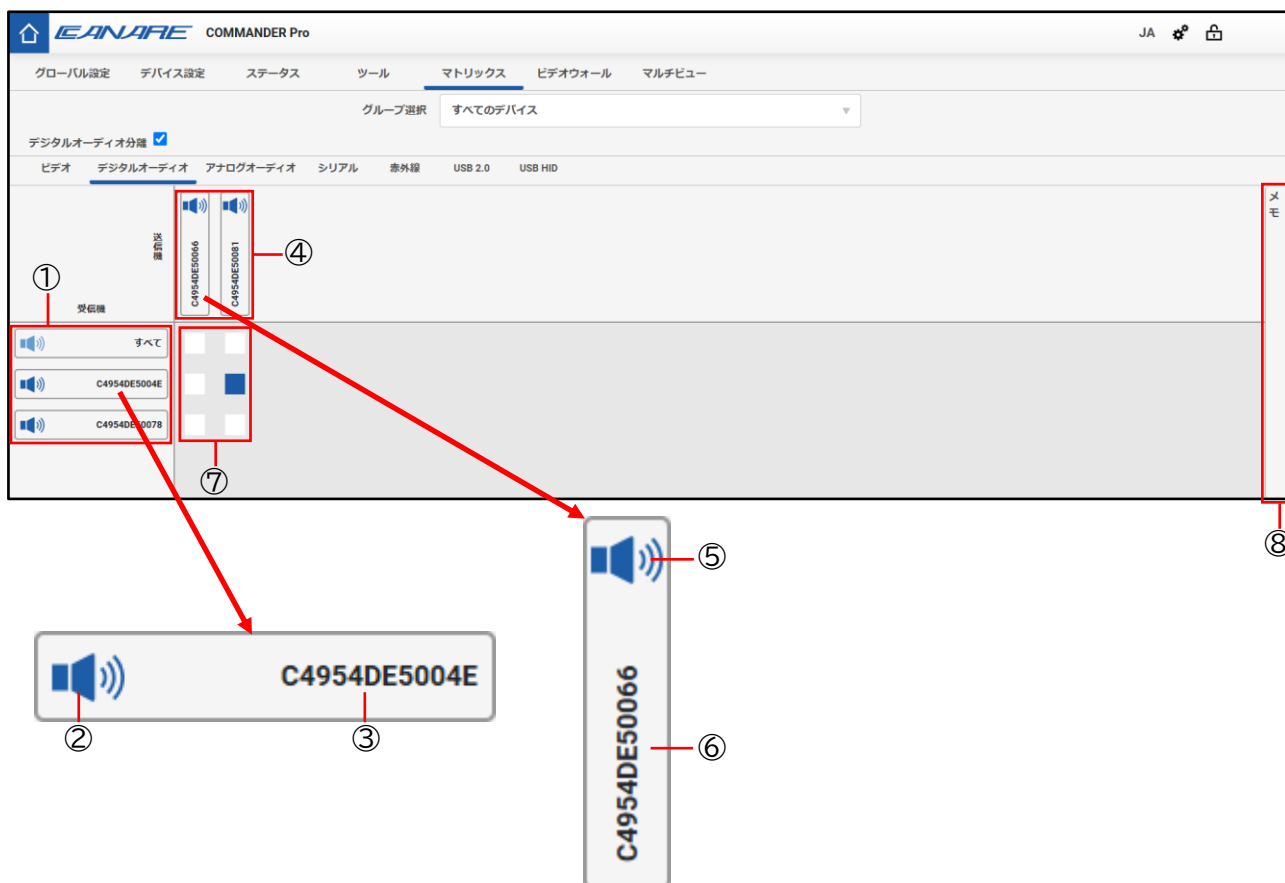 CANARE COMMANDER Pro JA
グローバル設定 デバイス設定 ステータス ツール マトリックス ビデオウォール マルチビュー
グループ選択 すべてのデバイス
デジタルオーディオ分離
ビデオ デジタルオーディオ アナログオーディオ シリアル 赤外線 USB 2.0 USB HID
メモ
送信機
C4954DE50066
C4954DE50081
④
①
受信機
すべて
C4954DE5004E
C4954DE50078
⑦
⑧
⑤
C4954DE5004E
C4954DE50066
②
③
⑥